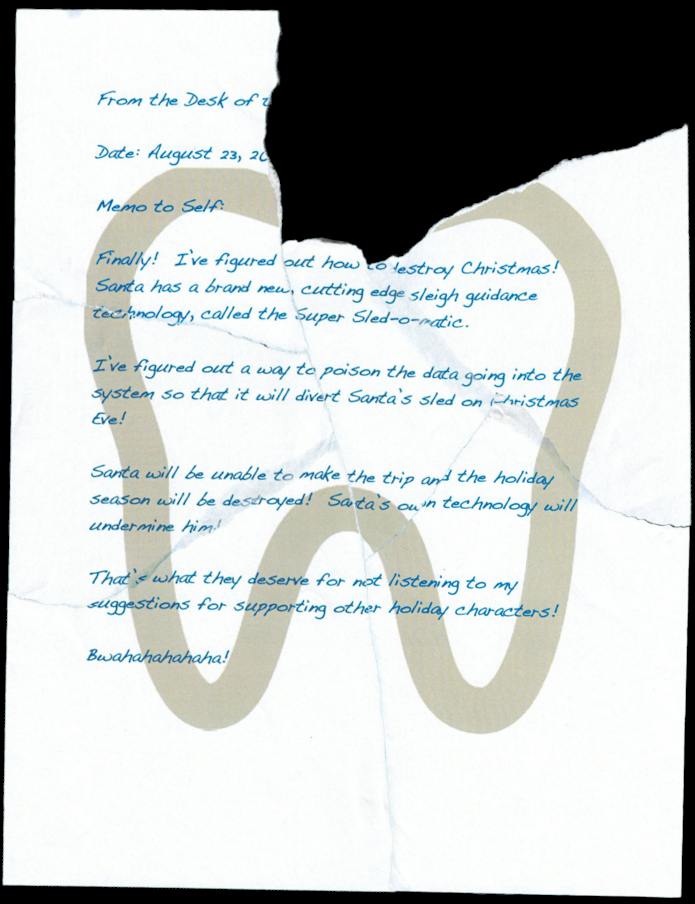 From the Desk of
Date: August 23, 20
Memo to Self:
Finally! I've figured out how to destroy Christmas!
Santa has a brand new, cutting edge sleigh guidance
technology, called the Super Sled-o-matic.
I've figured out a way to poison the data going into the
system so that it will divert Santa's sled on Christmas
Eve!
Santa will be unable to make the trip and the holiday
season will be destroyed! Santa's own technology will
undermine him!
That's what they deserve for not listening to my
suggestions for supporting other holiday characters!
Bwahahahahaha!